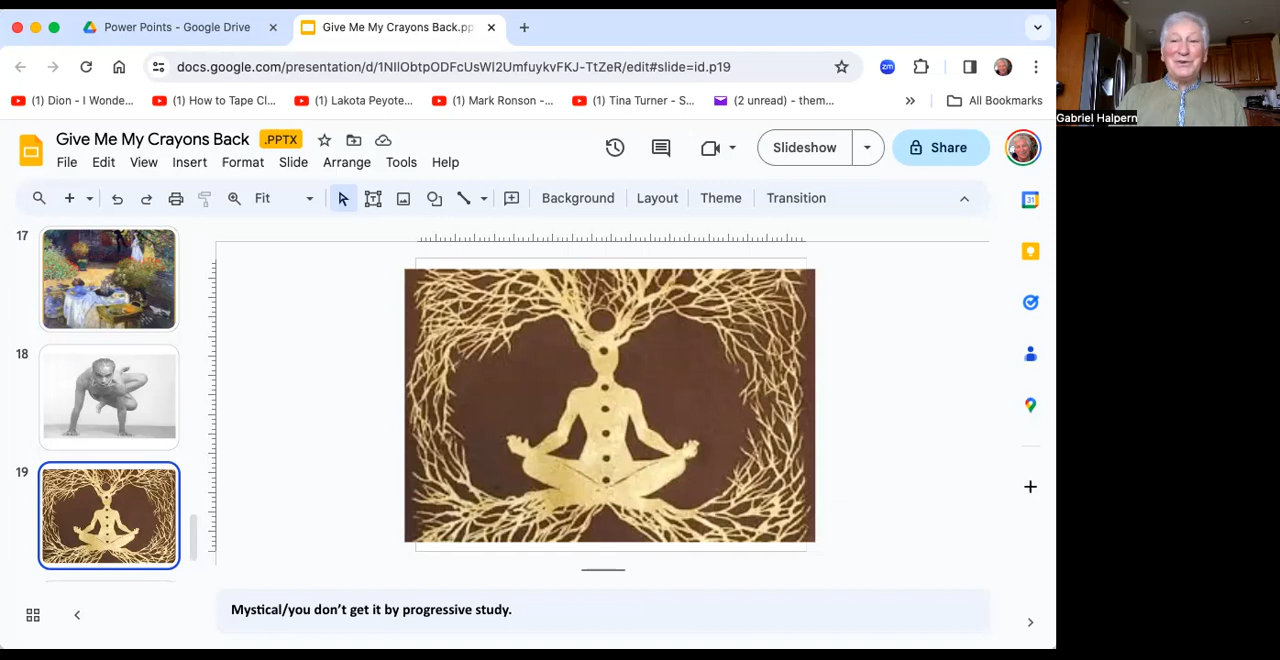 Power Points - Google Drive
Give Me My Crayons Back.pp
docs.google.com/presentation/d/1NIlObtpODFcUsWl2UmfuykvFKJ-TtZeR/edit#slide=id.p19
zm
(1) Dion - I Wonde...
(1) How to Tape Cl...
(1) Lakota Peyote...
(1) Mark Ronson -...
(1) Tina Turner - S...
(2 unread) - them...
All Bookmarks
Gabriel Halpern
Give Me My Crayons Back
.PPTX
File Edit View Insert Format Slide Arrange Tools Help
Slideshow
Share
Fit
Background
Layout
Theme
Transition
31
17
18
19
Mystical/you don't get it by progressive study.